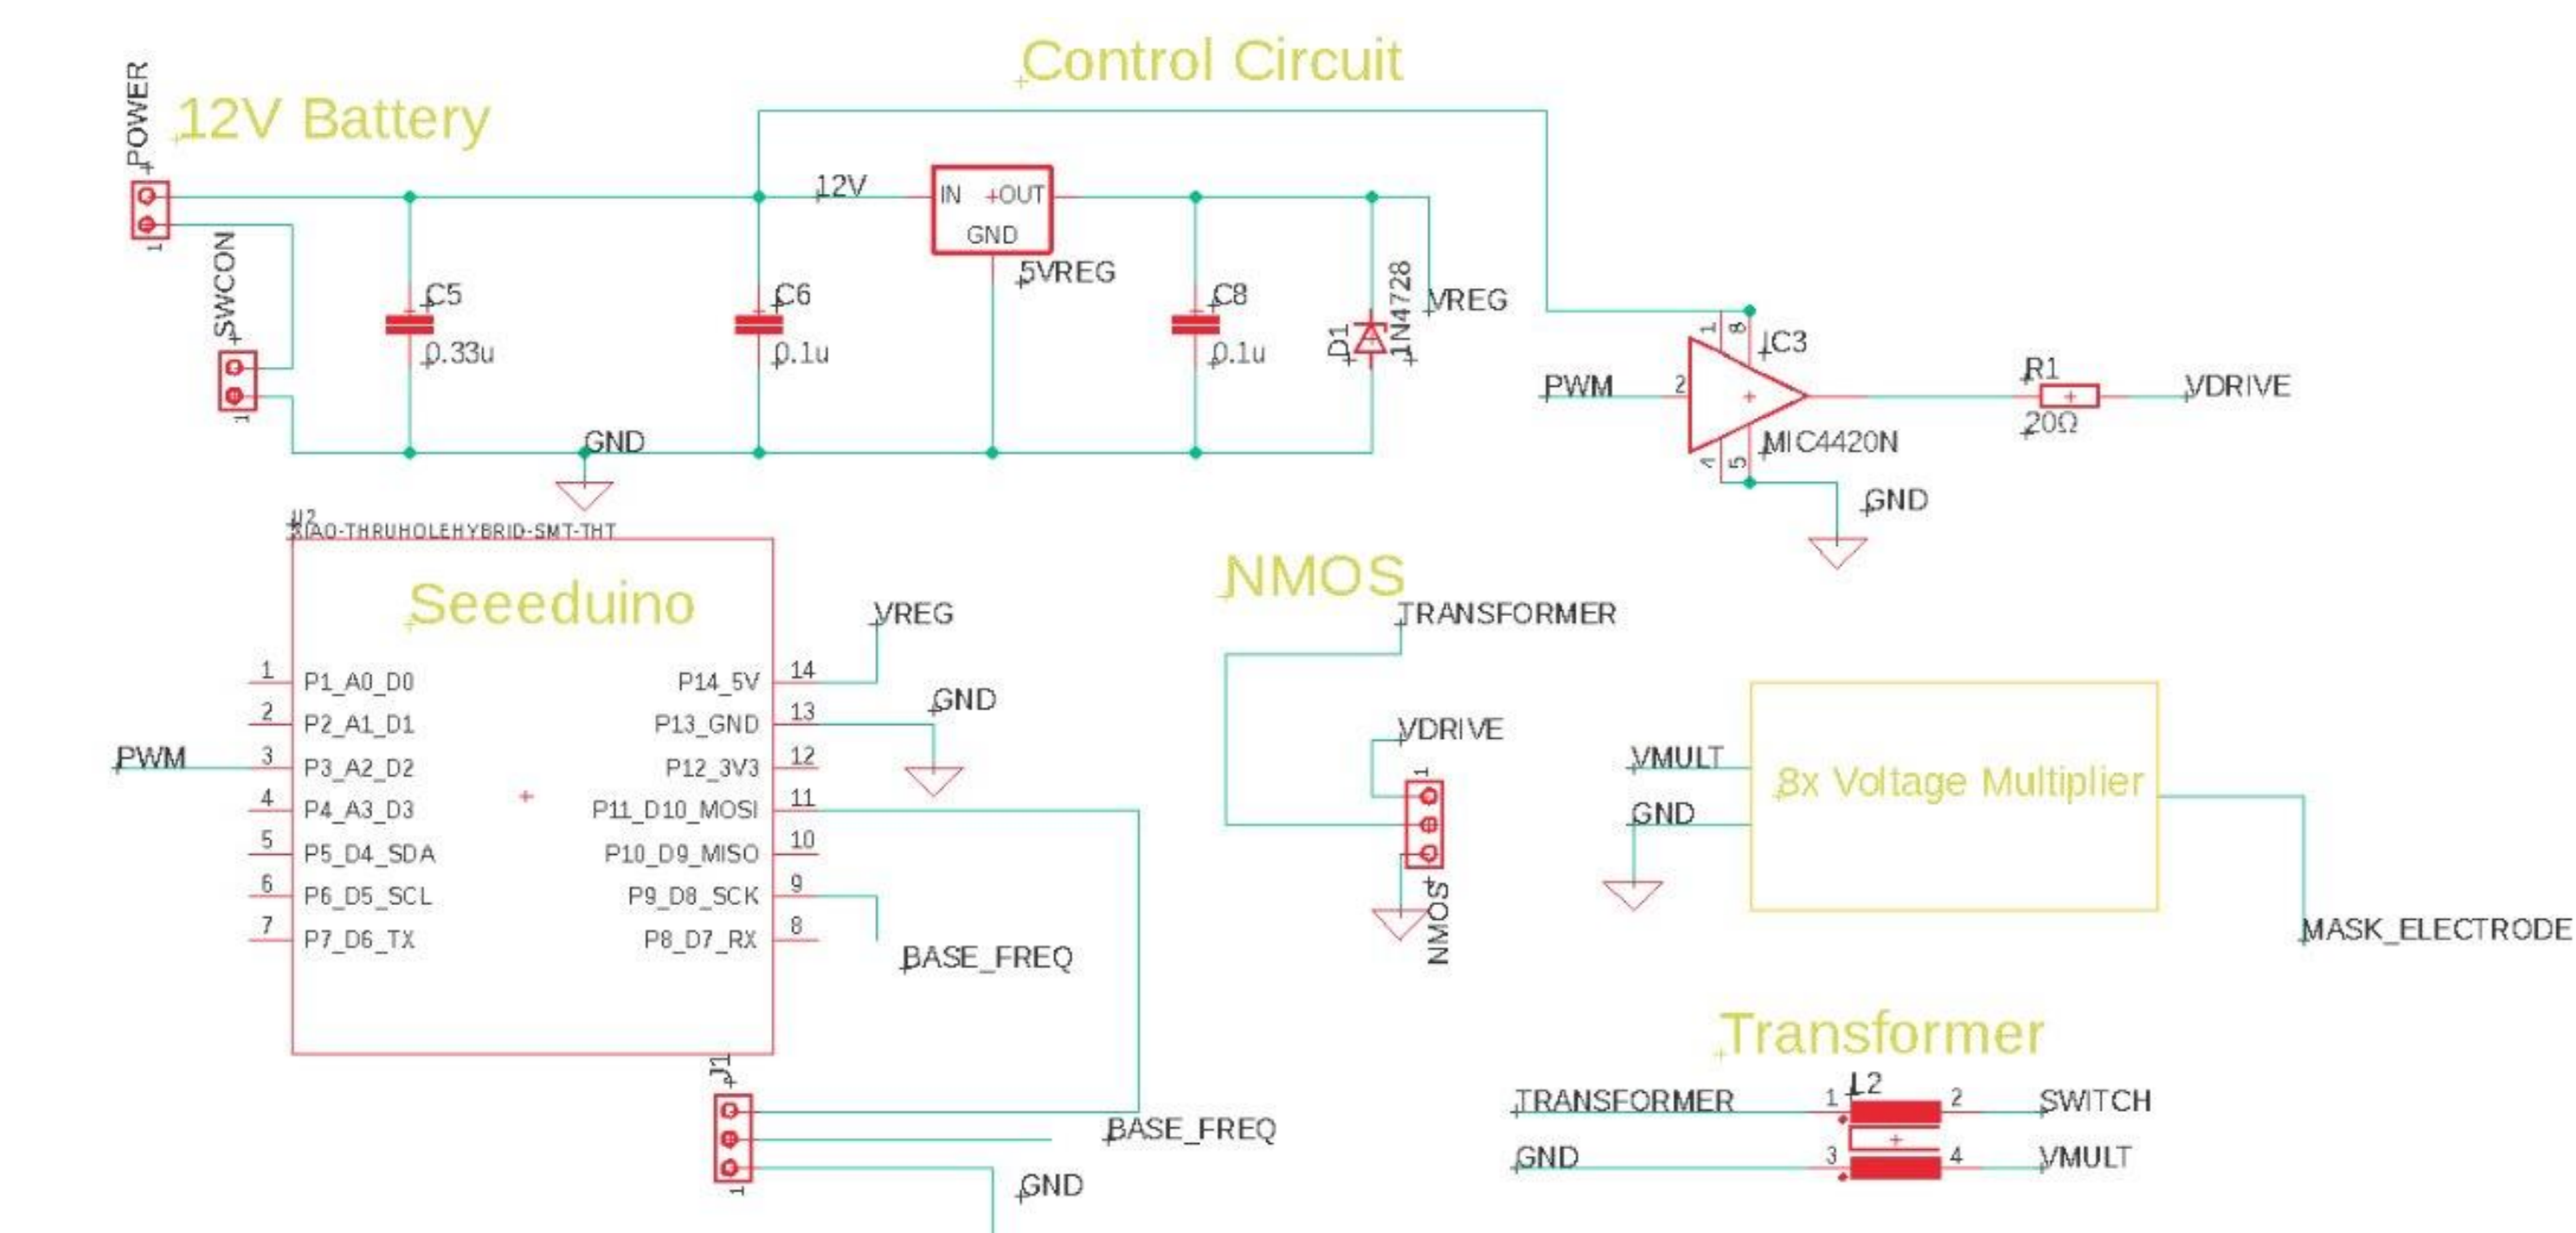 Control Circuit
POWER
12V Battery
1
SWCON
1
12V
IN OUT
GND
5VREG
C5
0.33u
C6
0.1u
C8
0.1u
D1
1N4728
VREG
GND
PWM
2
1
8
IC3
MIC4420N
4
5
GND
R1
20Ω
VDRIVE
U2
XIAO-THRUHOLEHYBRID-SMT-THT
Seeeduino
1 P1_A0_D0
2 P2_A1_D1
PWM 3 P3_A2_D2
4 P4_A3_D3
5 P5_D4_SDA
6 P6_D5_SCL
7 P7_D6_TX
P14_5V 14
P13_GND 13
P12_3V3 12
P11_D10_MOSI 11
P10_D9_MISO 10
P9_D8_SCK 9
P8_D7_RX 8
VREG
GND
BASE_FREQ
J1
1
BASE_FREQ
GND
NMOS
TRANSFORMER
VDRIVE
1
NMOS
VMULT
GND
8x Voltage Multiplier
MASK_ELECTRODE
Transformer
L2
TRANSFORMER 1 2 SWITCH
GND 3 4 VMULT